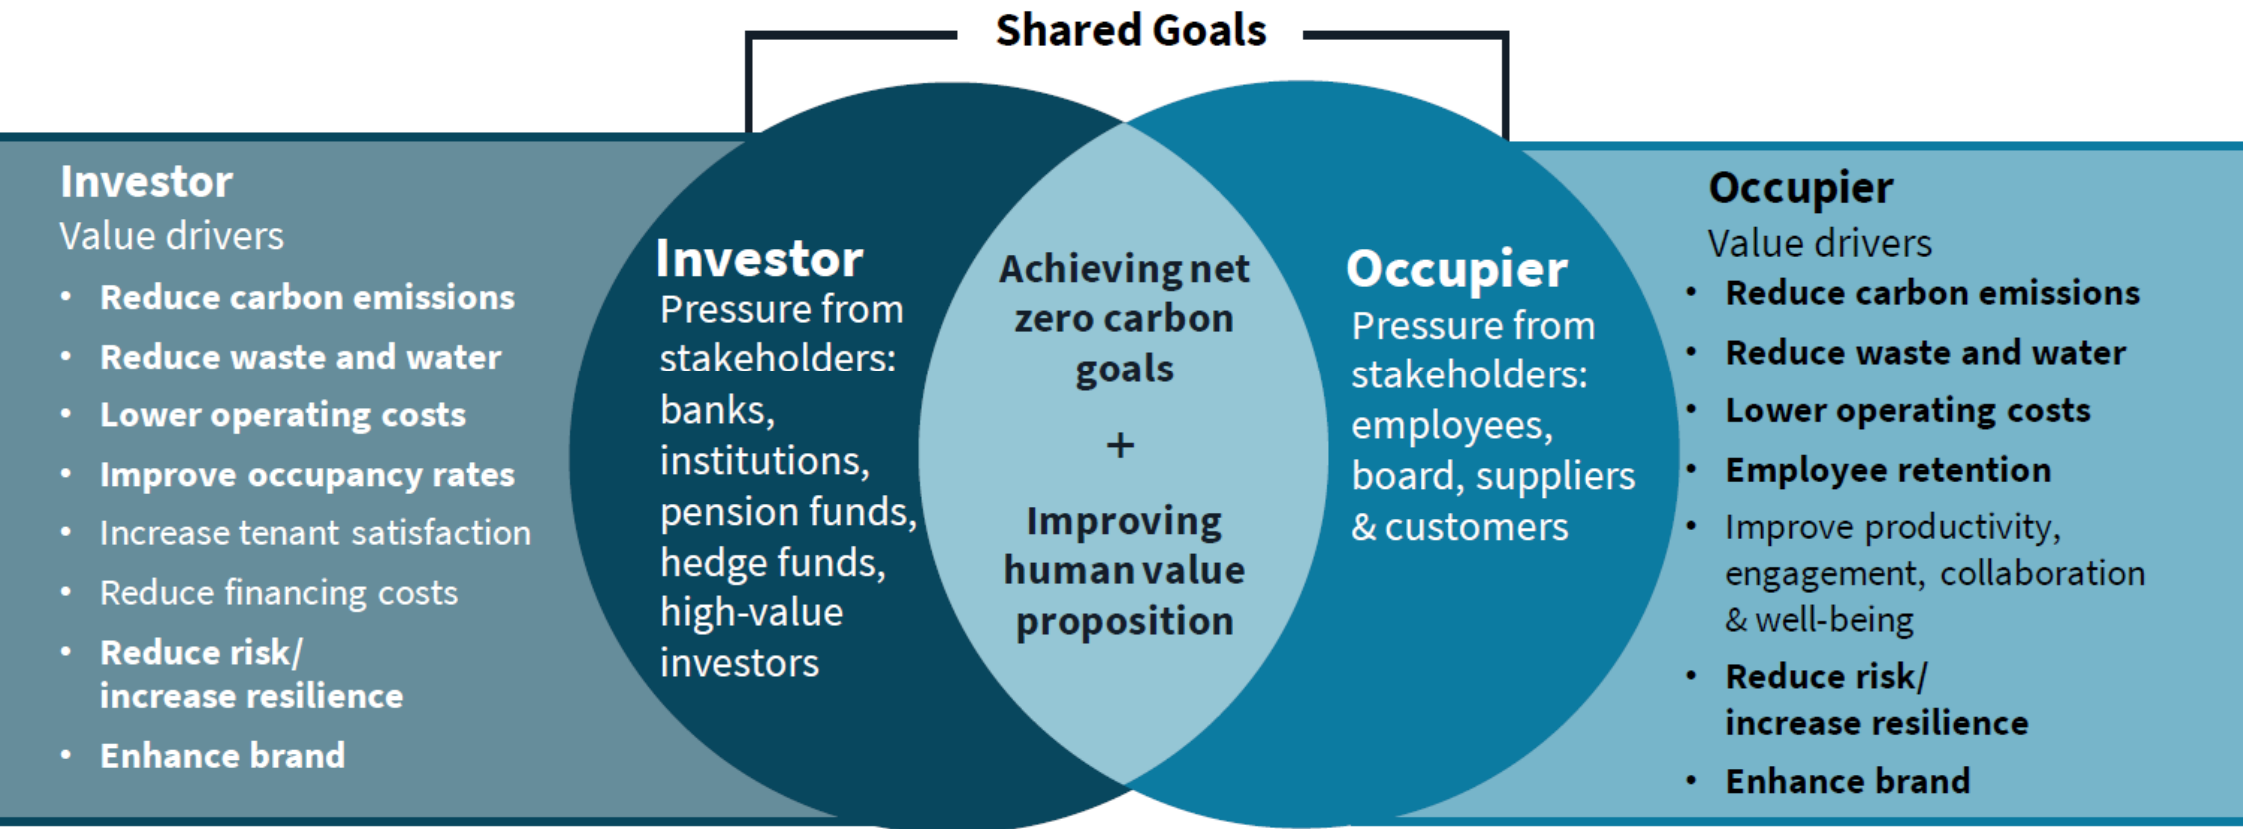 Shared Goals
Investor
Value drivers
• Reduce carbon emissions
• Reduce waste and water
• Lower operating costs
• Improve occupancy rates
• Increase tenant satisfaction
• Reduce financing costs
• Reduce risk/
increase resilience
• Enhance brand
Investor
Pressure from
stakeholders:
banks,
institutions,
pension funds,
hedge funds,
high-value
investors
Achieving net
zero carbon
goals
+
Improving
human value
proposition
Occupier
Pressure from
stakeholders:
employees,
board, suppliers
& customers
Occupier
Value drivers
• Reduce carbon emissions
• Reduce waste and water
• Lower operating costs
• Employee retention
• Improve productivity,
engagement, collaboration
& well-being
• Reduce risk/
increase resilience
• Enhance brand